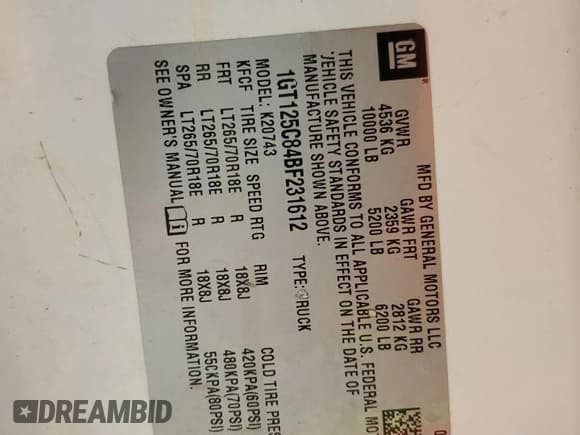 GM
MFD BY GENERAL MOTORS LLC
GVWR GAWR FRT GAWR RR
4536 KG 2359 KG 2812 KG
10000 LB 5200 LB 6200 LB
THIS VEHICLE CONFORMS TO ALL APPLICABLE U.S. FEDERAL MO
VEHICLE SAFETY STANDARDS IN EFFECT ON THE DATE OF
MANUFACTURE SHOWN ABOVE.
1GT125C84BF231612 TYPE: RUCK
MODEL: K20743
KFCF TIRE SIZE SPEED RTG RIM COLD TIRE PRES
FRT LT265/70R18E R 18X8J 420KPA(60PSI)
RR LT265/70R18E R 18X8J 480KPA(70PSI)
SPA LT265/70R18E R 18X8J 55CKPA(80PSI)
SEE OWNER'S MANUAL FOR MORE INFORMATION.
DREAMBID